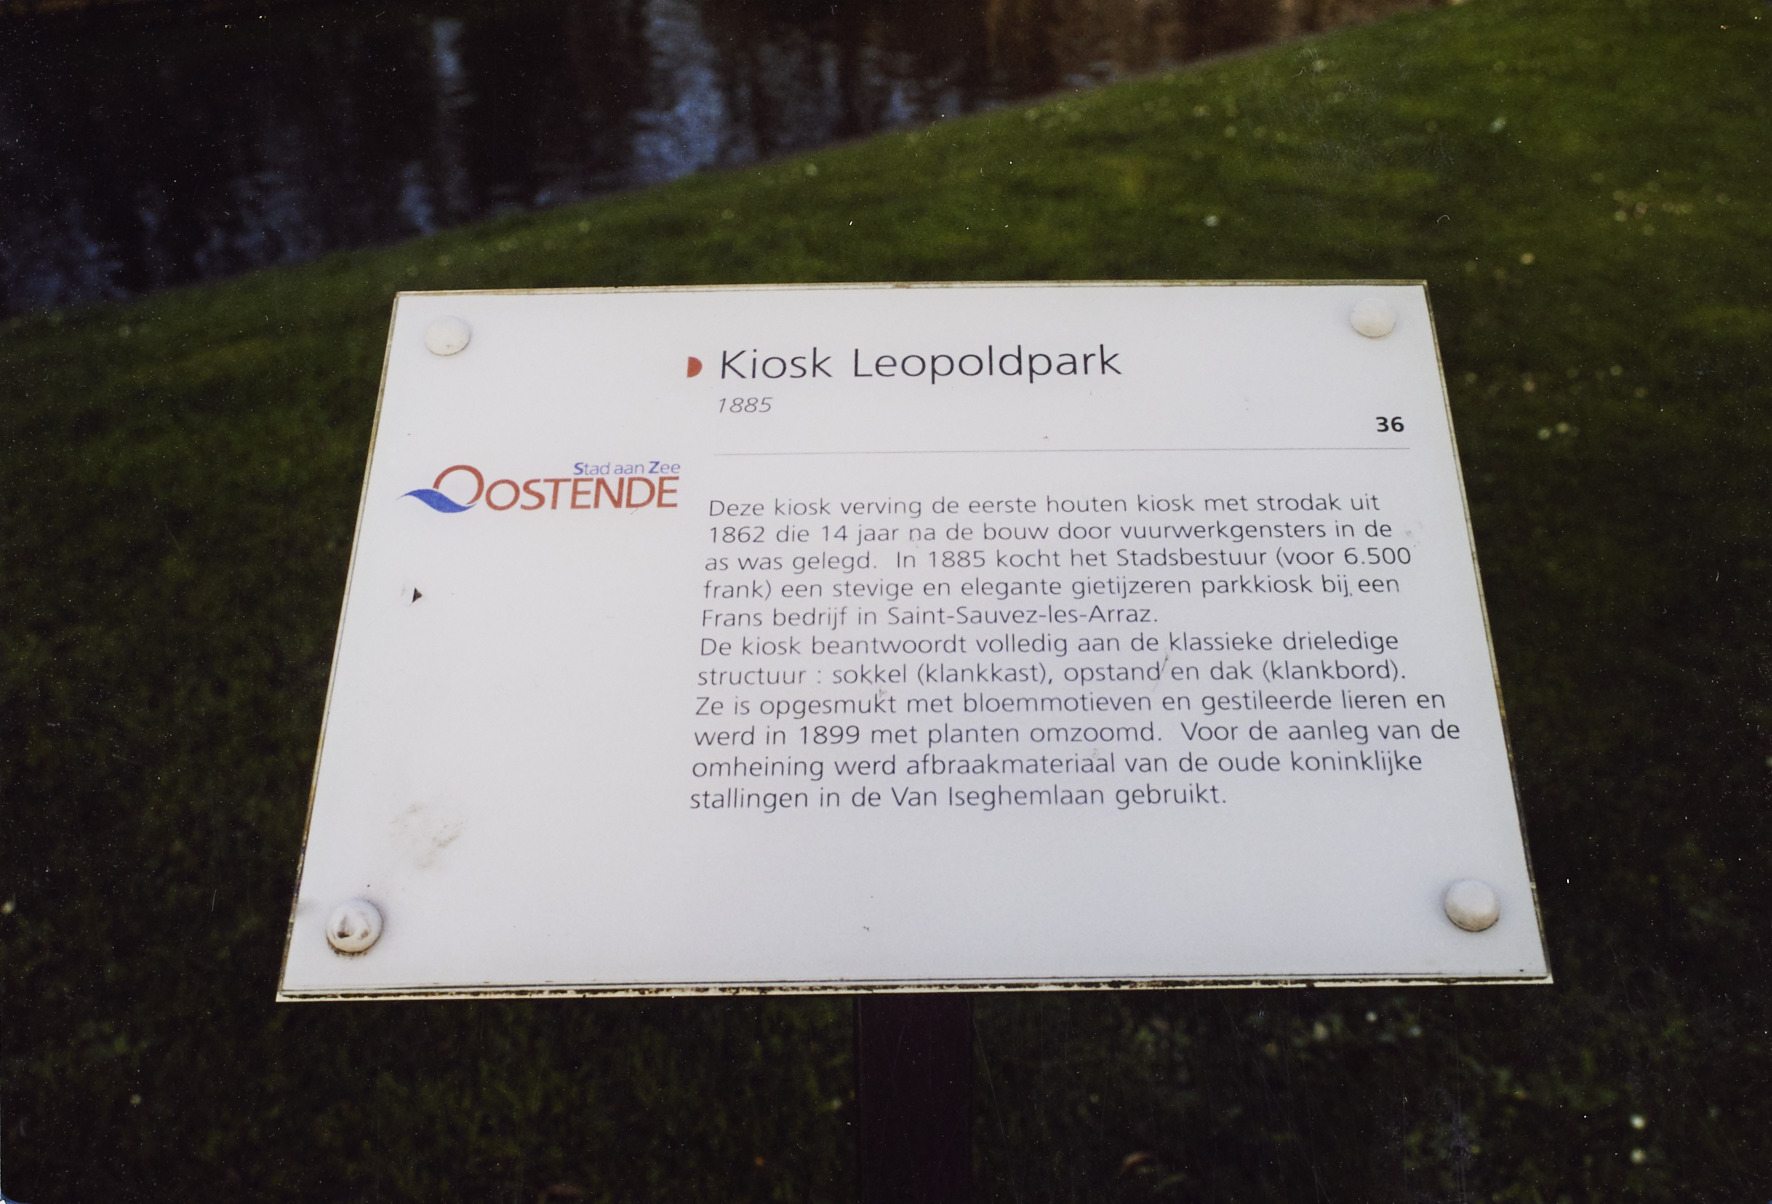 Kiosk Leopoldpark
1885
36
Stad aan Zee
OOSTENDE
Deze kiosk verving de eerste houten kiosk met strodak uit
1862 die 14 jaar na de bouw door vuurwerkgensters in de
as was gelegd. In 1885 kocht het Stadsbestuur (voor 6.500
frank) een stevige en elegante gietijzeren parkkiosk bij een
Frans bedrijf in Saint-Sauvez-les-Arraz.
De kiosk beantwoordt volledig aan de klassieke drieledige
structuur : sokkel (klankkast), opstand en dak (klankbord).
Ze is opgesmukt met bloemmotieven en gestileerde lieren en
werd in 1899 met planten omzoomd. Voor de aanleg van de
omheining werd afbraakmateriaal van de oude koninklijke
stallingen in de Van Iseghemlaan gebruikt.